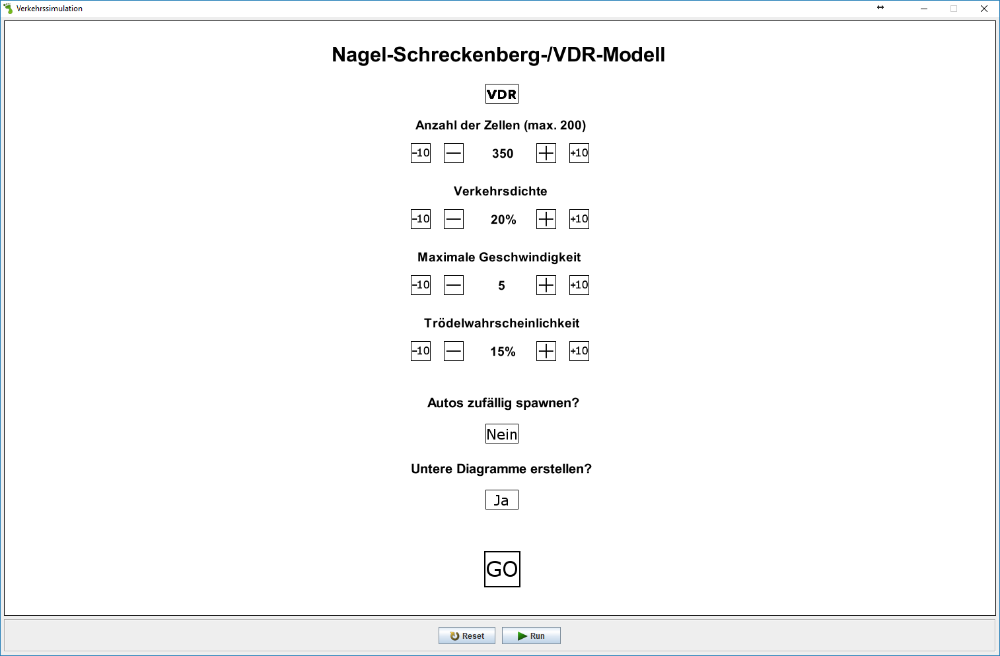 Verkehrssimulation
Nagel-Schreckenberg-/VDR-Modell
VDR
Anzahl der Zellen (max. 200)
-10 — 350 + +10
Verkehrsdichte
-10 — 20% + +10
Maximale Geschwindigkeit
-10 — 5 + +10
Trödelwahrscheinlichkeit
-10 — 15% + +10
Autos zufällig spawnen?
Nein
Untere Diagramme erstellen?
Ja
GO
Reset Run